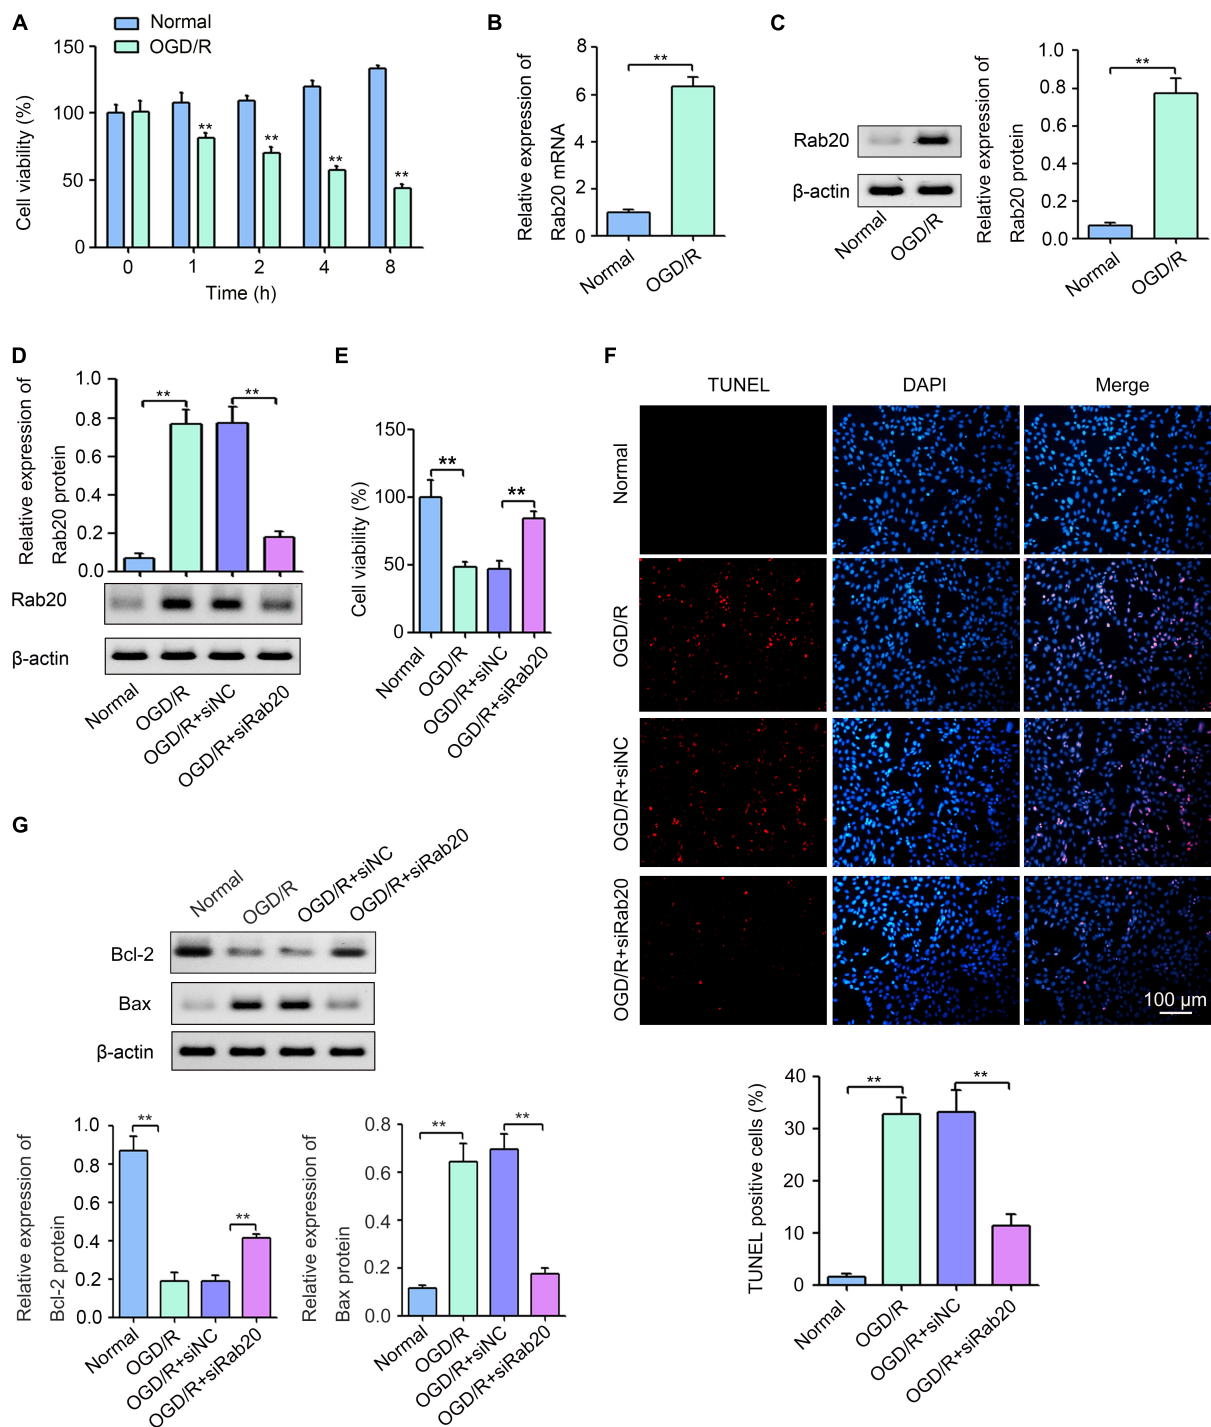 A
Normal
OGD/R
Cell viability (%)
150
100
50
0
**
**
**
**
0 1 2 4 8
Time (h)
B
Relative expression of
Rab20 mRNA
8
6
4
2
0
**
Normal
OGD/R
C
Rab20
β-actin
Normal
OGD/R
Relative expression of
Rab20 protein
1.0
0.8
0.6
0.4
0.2
0.0
**
Normal
OGD/R
D
Relative expression of
Rab20 protein
1.0
0.8
0.6
0.4
0.2
0.0
**
**
Rab20
β-actin
Normal
OGD/R
OGD/R+siNC
OGD/R+siRab20
E
Cell viability (%)
150
100
50
0
**
**
Normal
OGD/R
OGD/R+siNC
OGD/R+siRab20
F
TUNEL DAPI Merge
Normal
OGD/R
OGD/R+siNC
OGD/R+siRab20
100 μm
TUNEL positive cells (%)
40
30
20
10
0
**
**
Normal
OGD/R
OGD/R+siNC
OGD/R+siRab20
G
Normal
OGD/R
OGD/R+siNC
OGD/R+siRab20
Bcl-2
Bax
β-actin
Relative expression of
Bcl-2 protein
1.0
0.8
0.6
0.4
0.2
0.0
**
**
Normal
OGD/R
OGD/R+siNC
OGD/R+siRab20
Relative expression of
Bax protein
0.8
0.6
0.4
0.2
0.0
**
**
Normal
OGD/R
OGD/R+siNC
OGD/R+siRab20